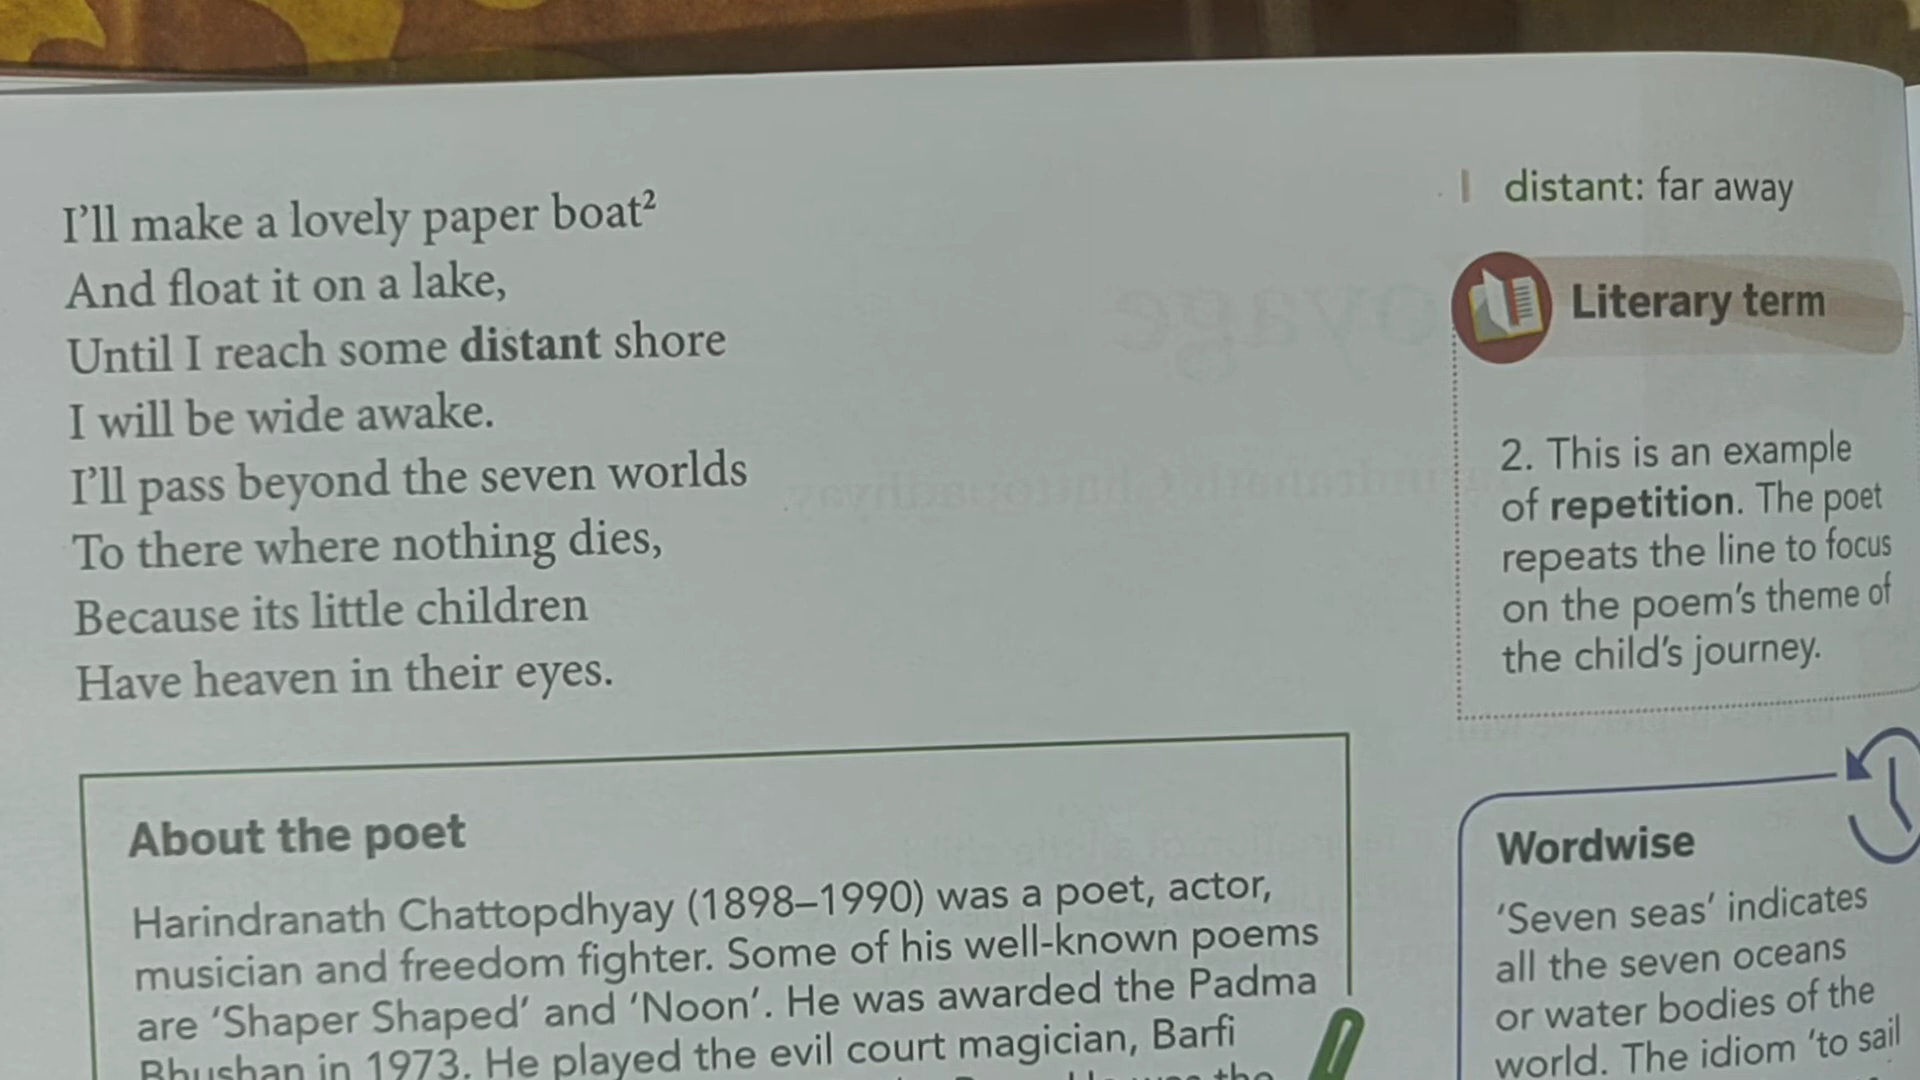 I'll make a lovely paper boat²
And float it on a lake,
Until I reach some distant shore
I will be wide awake.
I'll pass beyond the seven worlds
To there where nothing dies,
Because its little children
Have heaven in their eyes.
distant: far away
Literary term
2. This is an example
of repetition. The poet
repeats the line to focus
on the poem's theme of
the child's journey.
About the poet
Harindranath Chattopdhyay (1898–1990) was a poet, actor,
musician and freedom fighter. Some of his well-known poems
are 'Shaper Shaped' and 'Noon'. He was awarded the Padma
Bhushan in 1973. He played the evil court magician, Barfi
He was the
Wordwise
'Seven seas' indicates
all the seven oceans
or water bodies of the
world. The idiom 'to sail